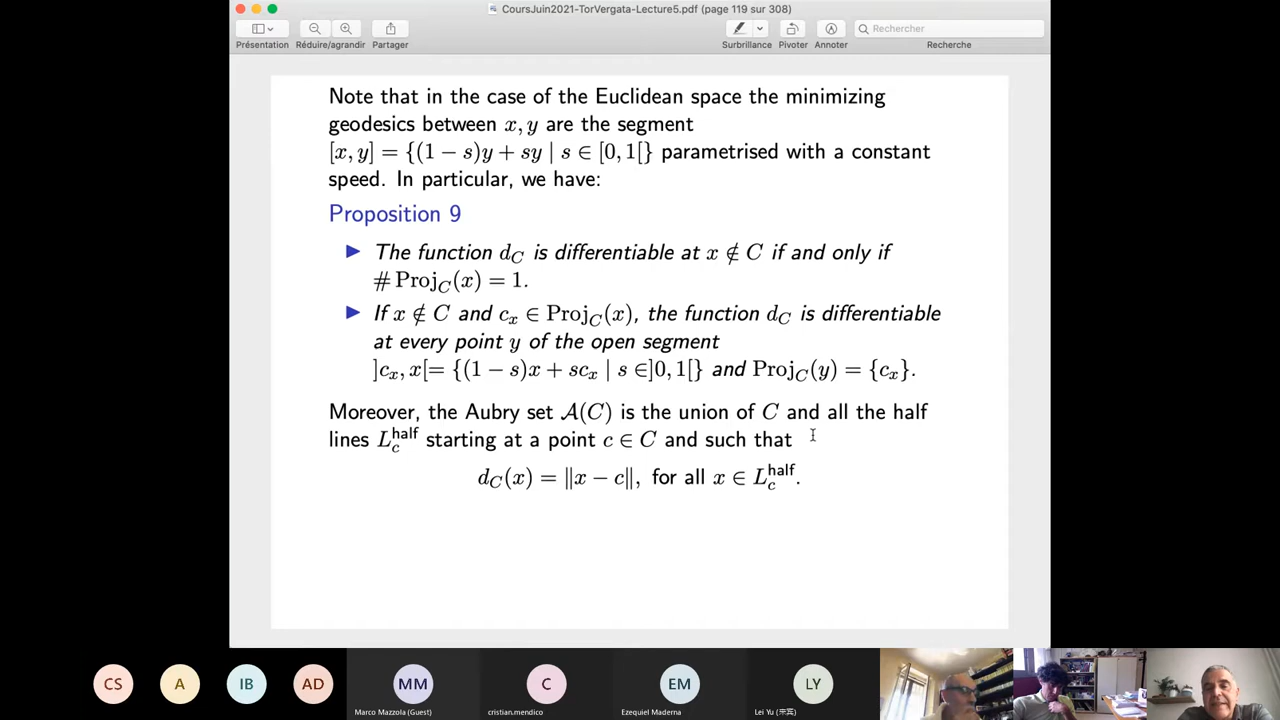 CoursJuin2021-TorVergata-Lecture5.pdf (page 119 sur 308)
Présentation Réduire/agrandir Partager Surbrillance Pivoter Annoter Rechercher Recherche
Note that in the case of the Euclidean space the minimizing
geodesics between x, y are the segment
[x, y] = {(1 − s)y + sy | s ∈ [0, 1[} parametrised with a constant
speed. In particular, we have:
Proposition 9
▶ The function d_C is differentiable at x ∉ C if and only if
# Proj_C(x) = 1.
▶ If x ∉ C and c_x ∈ Proj_C(x), the function d_C is differentiable
at every point y of the open segment
]c_x, x[= {(1 − s)x + sc_x | s ∈]0, 1[} and Proj_C(y) = {c_x}.
Moreover, the Aubry set 𝒜(C) is the union of C and all the half
lines L_c^half starting at a point c ∈ C and such that
d_C(x) = ‖x − c‖, for all x ∈ L_c^half.
CS A IB AD MM C EM LY
Marco Mazzola (Guest) cristian.mendico Ezequiel Maderna Lei Yu (宋宾)